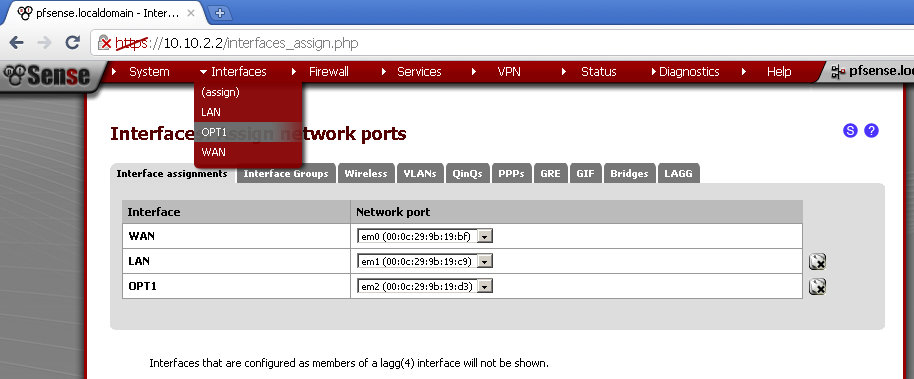 pfsense.localdomain - Inter...
https://10.10.2.2/interfaces_assign.php
Sense System Interfaces Firewall Services VPN Status Diagnostics Help pfsense.lo
(assign)
LAN
OPT1
WAN
Interfaces: network ports
S ?
Interface assignments Interface Groups Wireless VLANs QinQs PPPs GRE GIF Bridges LAGG
Interface Network port
WAN em0 (00:0c:29:9b:19:bf)
LAN em1 (00:0c:29:9b:19:c9)
OPT1 em2 (00:0c:29:9b:19:d3)
Interfaces that are configured as members of a lagg(4) interface will not be shown.